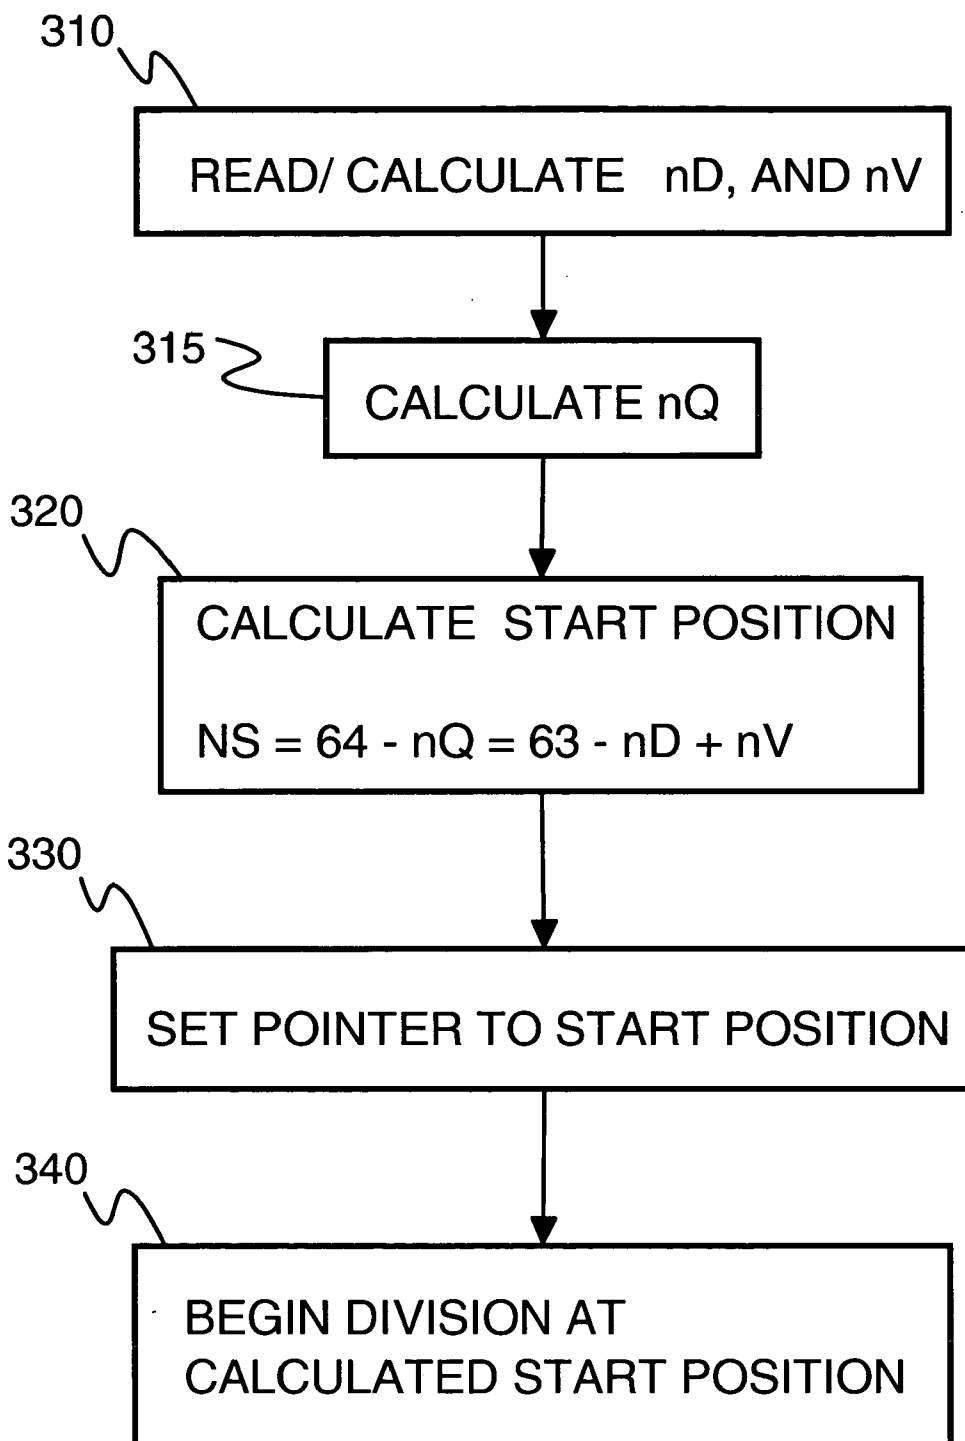 310
READ/ CALCULATE nD, AND nV
315
CALCULATE nQ
320
CALCULATE START POSITION
NS = 64 - nQ = 63 - nD + nV
330
SET POINTER TO START POSITION
340
BEGIN DIVISION AT
CALCULATED START POSITION